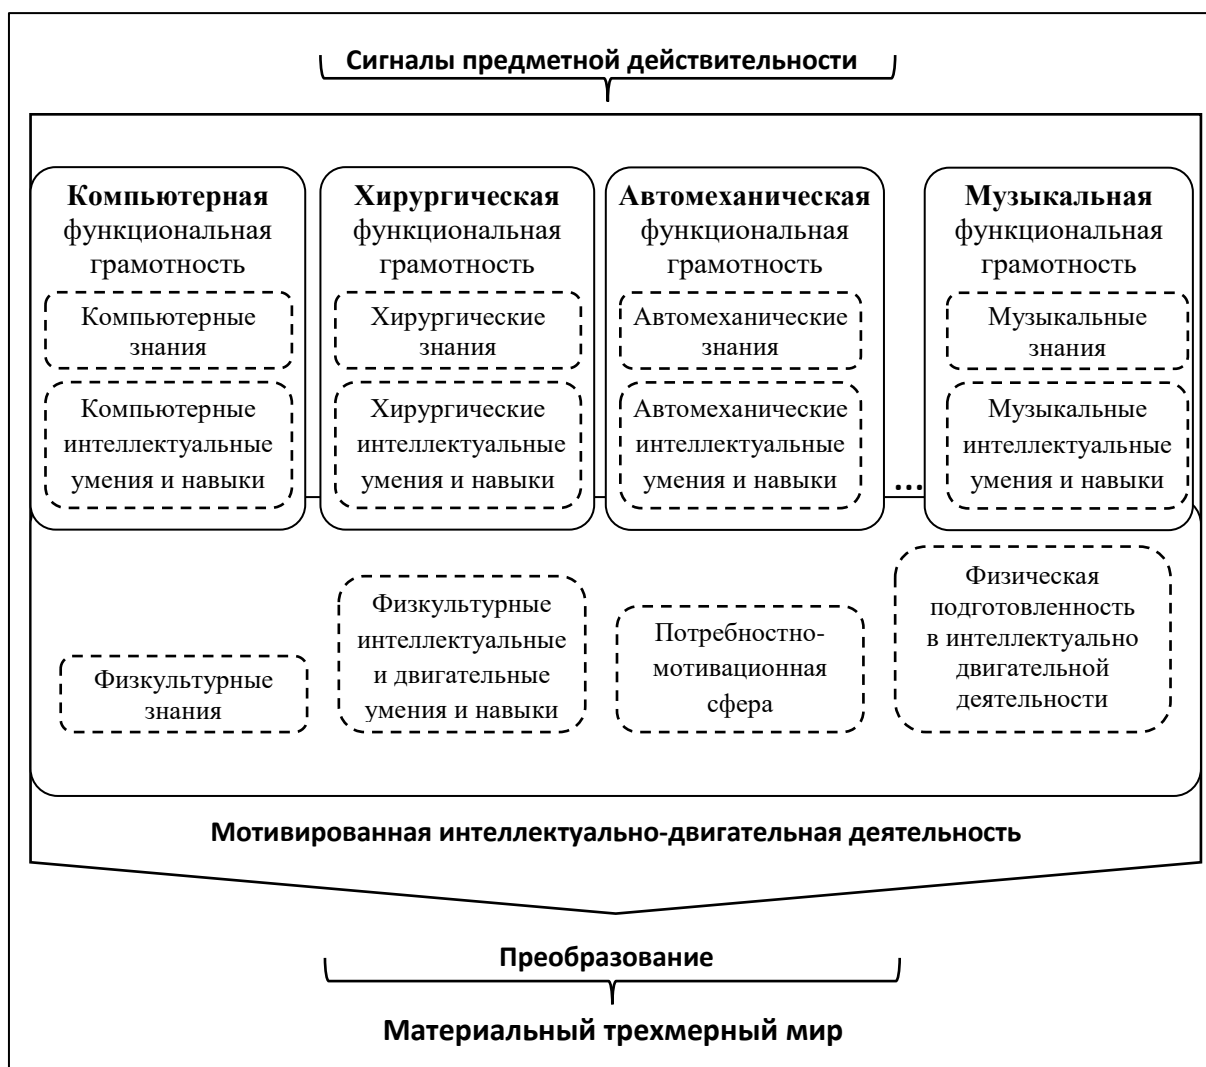 Сигналы предметной действительности
Компьютерная
функциональная
грамотность
Компьютерные
знания
Компьютерные
интеллектуальные
умения и навыки
Хирургическая
функциональная
грамотность
Хирургические
знания
Хирургические
интеллектуальные
умения и навыки
Автомеханическая
функциональная
грамотность
Автомеханические
знания
Автомеханические
интеллектуальные
умения и навыки
...
Музыкальная
функциональная
грамотность
Музыкальные
знания
Музыкальные
интеллектуальные
умения и навыки
Физкультурные
знания
Физкультурные
интеллектуальные
и двигательные
умения и навыки
Потребностно-
мотивационная
сфера
Физическая
подготовленность
в интеллектуально
двигательной
деятельности
Мотивированная интеллектуально-двигательная деятельность
Преобразование
Материальный трехмерный мир